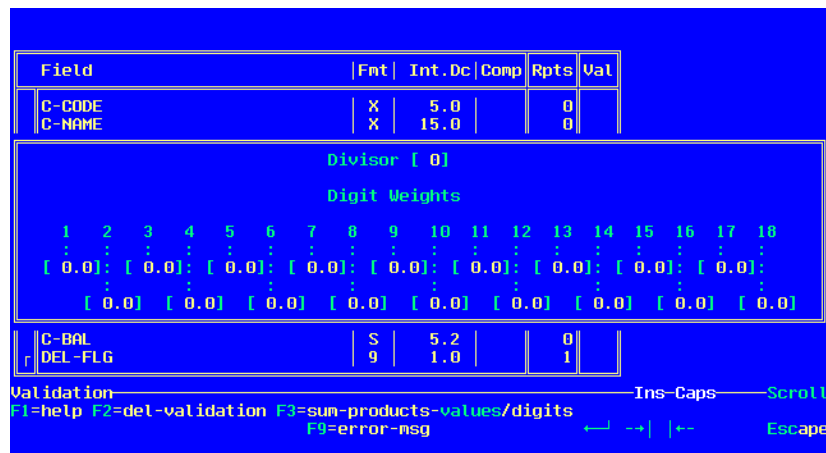 Field |Fmt| Int.Dc|Comp Rpts Val
C-CODE | X | 5.0 | 0
C-NAME | X | 15.0 | 0
Divisor [ 0]
Digit Weights
1 2 3 4 5 6 7 8 9 10 11 12 13 14 15 16 17 18
: : : : : : : : : : : : : : : : : :
[ 0.0]: [ 0.0]: [ 0.0]: [ 0.0]: [ 0.0]: [ 0.0]: [ 0.0]: [ 0.0]: [ 0.0]:
: : : : : : : : :
[ 0.0] [ 0.0] [ 0.0] [ 0.0] [ 0.0] [ 0.0] [ 0.0] [ 0.0] [ 0.0]
C-BAL | S | 5.2 | 0
DEL-FLG | 9 | 1.0 | 1
Validation Ins-Caps Scroll
F1=help F2=del-validation F3=sum-products-values/digits
F9=error-msg ←┘ -→| |←- Escape